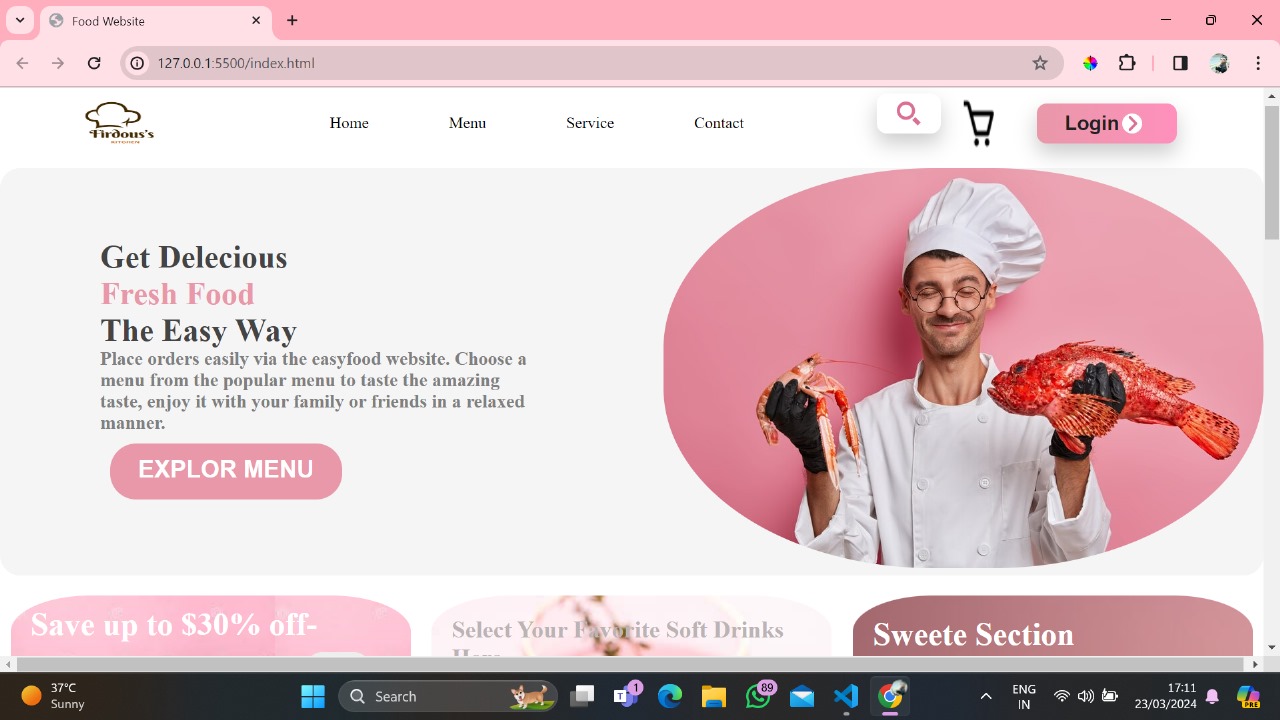 Food Website
127.0.0.1:5500/index.html
Firdous's
KITCHEN
Home
Menu
Service
Contact
Login
Get Delecious
Fresh Food
The Easy Way
Place orders easily via the easyfood website. Choose a
menu from the popular menu to taste the amazing
taste, enjoy it with your family or friends in a relaxed
manner.
EXPLOR MENU
Save up to $30% off-
Select Your Favorite Soft Drinks
Sweete Section
37°C
Sunny
Search
1
89
ENG
IN
17:11
23/03/2024
PRE